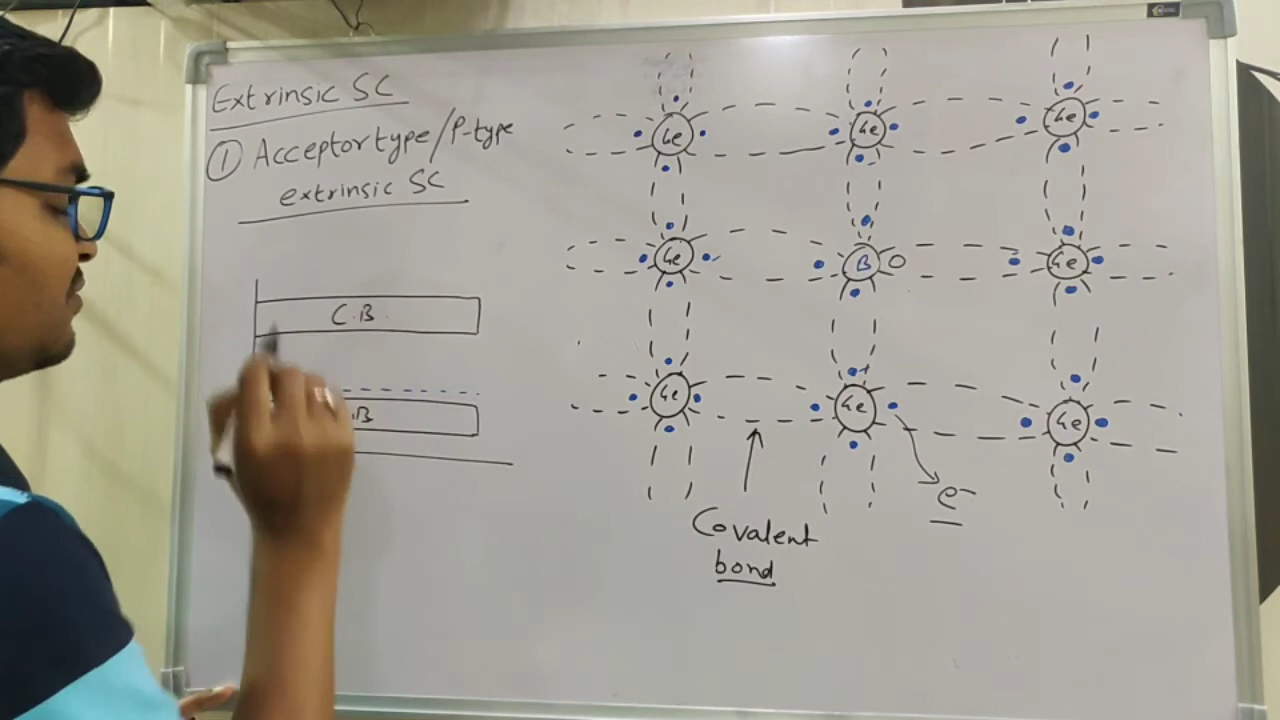 Extrinsic SC
① Acceptor type/P-type
extrinsic SC
C.B
.B
Ge Ge Ge
Ge B Ge
Ge Ge Ge
e⁻
Covalent
bond